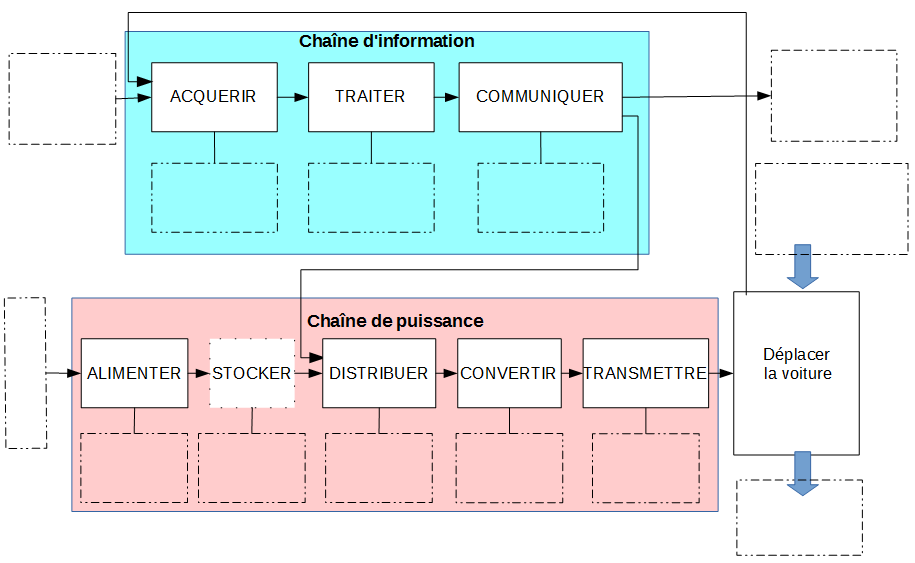 Chaîne d'information
ACQUERIR
TRAITER
COMMUNIQUER
Chaîne de puissance
ALIMENTER
STOCKER
DISTRIBUER
CONVERTIR
TRANSMETTRE
Déplacer
la voiture